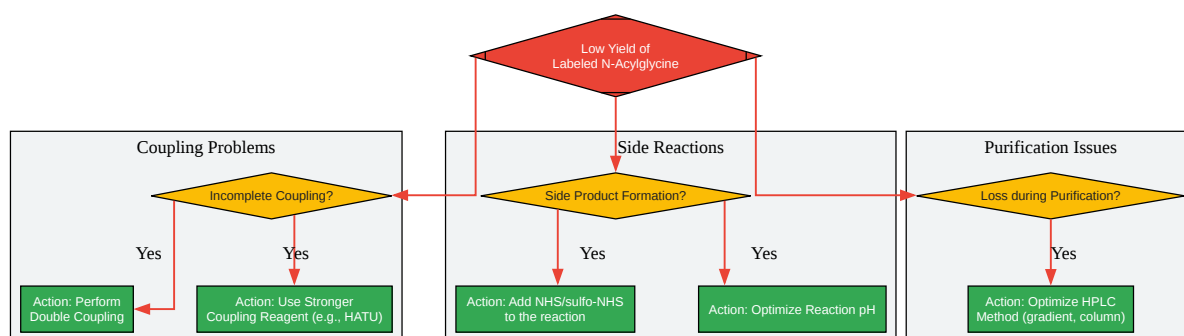 Low Yield of
Labeled N-Acylglycine
Coupling Problems
Side Reactions
Purification Issues
Incomplete Coupling?
Side Product Formation?
Loss during Purification?
Yes
Yes
Yes
Yes
Yes
Action: Perform
Double Coupling
Action: Use Stronger
Coupling Reagent (e.g., HATU)
Action: Add NHS/sulfo-NHS
to the reaction
Action: Optimize Reaction pH
Action: Optimize HPLC
Method (gradient, column)